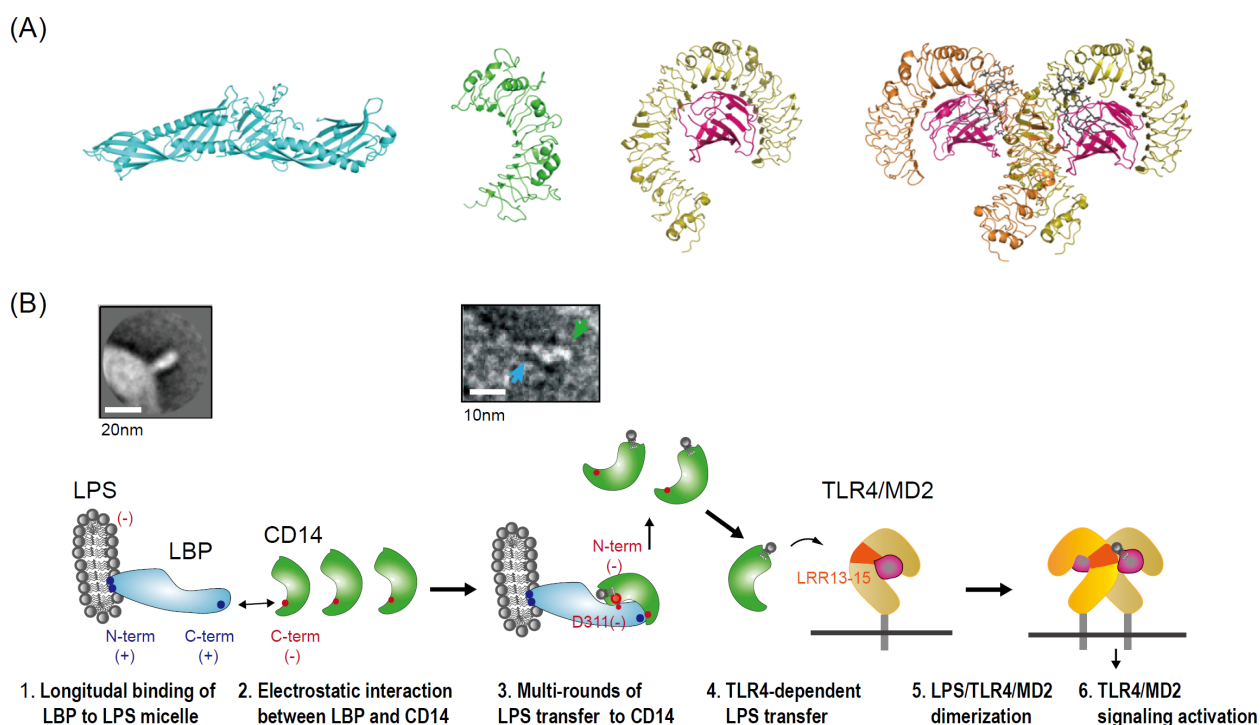 (A)
(B)
20nm
10nm
LPS
(-)
LBP
CD14
N-term
(+)
C-term
(+)
C-term
(-)
N-term
(-)
D311(-)
TLR4/MD2
LRR13-15
1. Longitudal binding of
LBP to LPS micelle
2. Electrostatic interaction
between LBP and CD14
3. Multi-rounds of
LPS transfer to CD14
4. TLR4-dependent
LPS transfer
5. LPS/TLR4/MD2
dimerization
6. TLR4/MD2
signaling activation